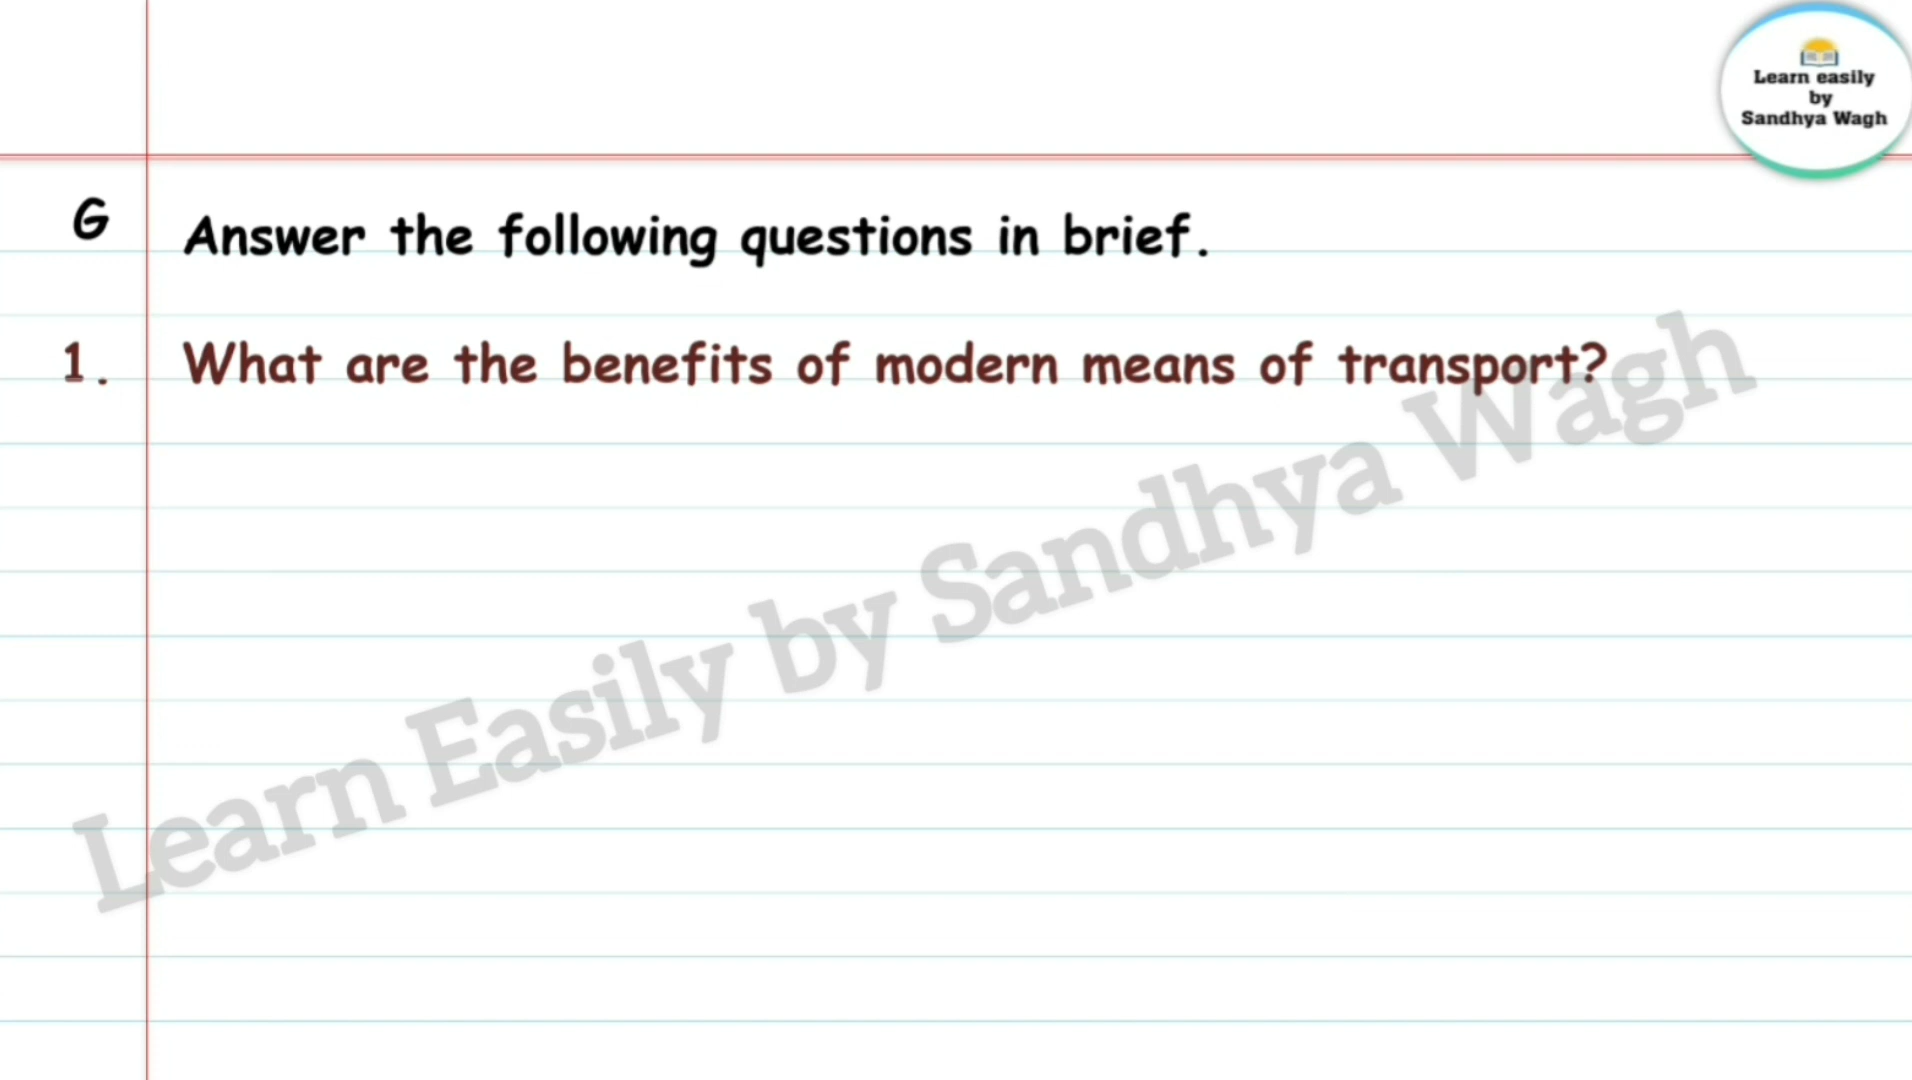 Learn easily
by
Sandhya Wagh
G Answer the following questions in brief.
1. What are the benefits of modern means of transport?
Learn Easily by Sandhya Wagh